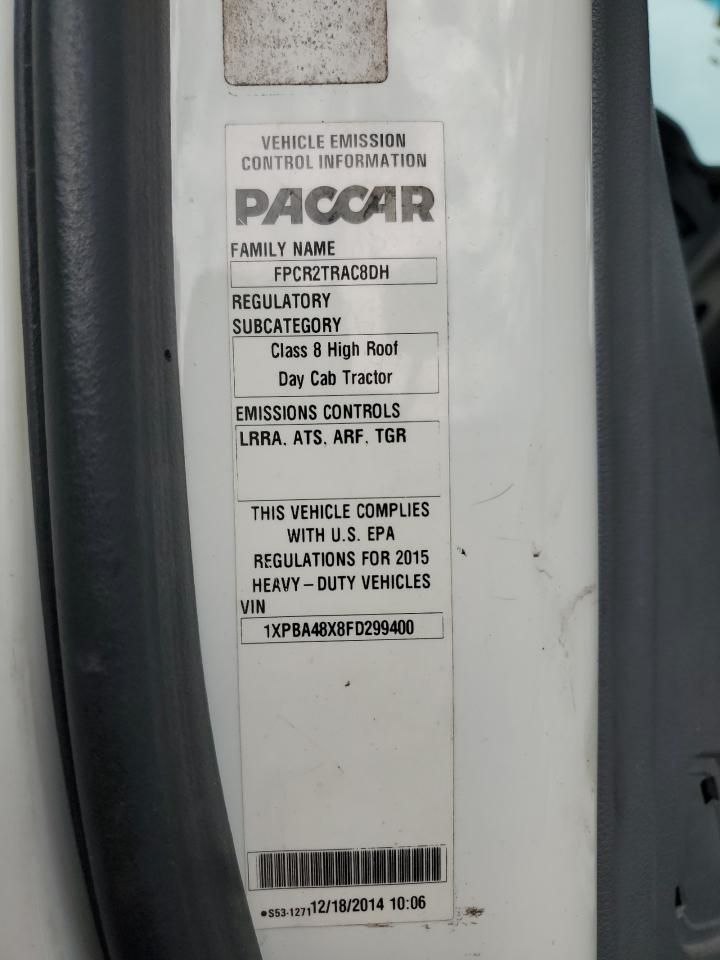 VEHICLE EMISSION
CONTROL INFORMATION
PACCAR
FAMILY NAME
FPCR2TRAC8DH
REGULATORY
SUBCATEGORY
Class 8 High Roof
Day Cab Tractor
EMISSIONS CONTROLS
LRRA, ATS, ARF, TGR
THIS VEHICLE COMPLIES
WITH U.S. EPA
REGULATIONS FOR 2015
HEAVY-DUTY VEHICLES
VIN
1XPBA48X8FD299400
•S53-1271 12/18/2014 10:06